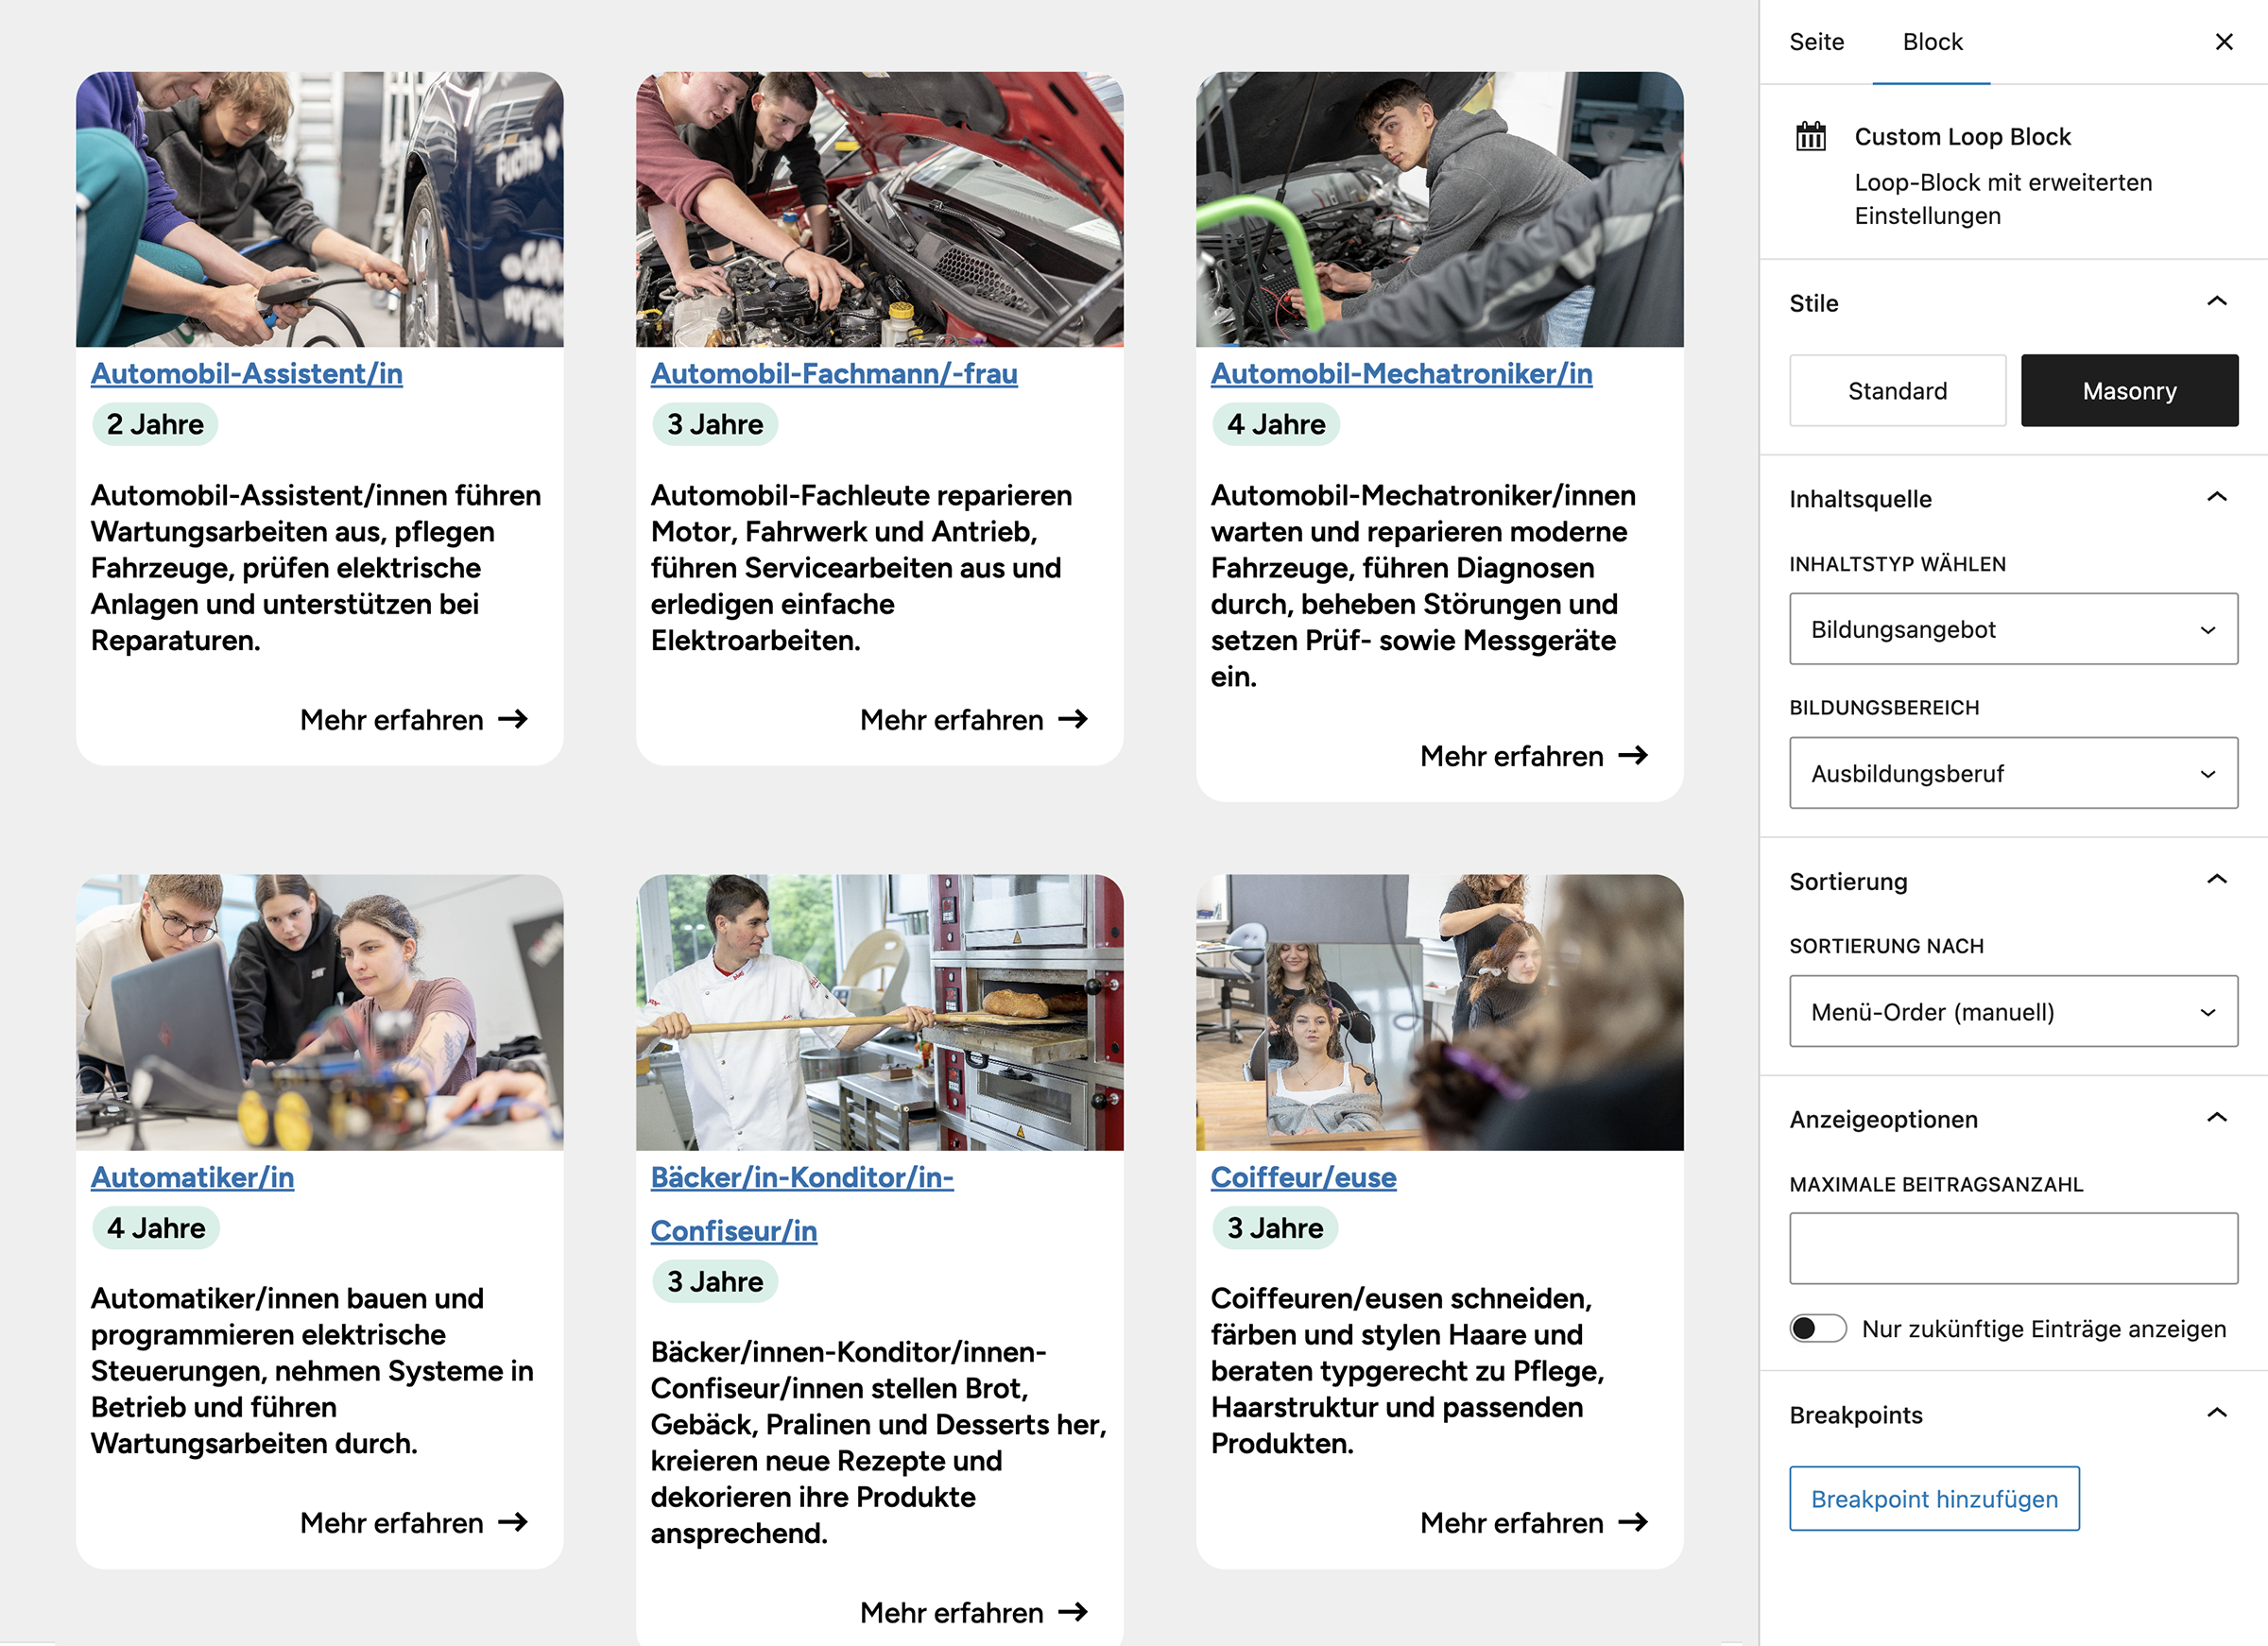 Automobil-Assistent/in
2 Jahre
Automobil-Assistent/innen führen
Wartungsarbeiten aus, pflegen
Fahrzeuge, prüfen elektrische
Anlagen und unterstützen bei
Reparaturen.
Mehr erfahren
Automobil-Fachmann/-frau
3 Jahre
Automobil-Fachleute reparieren
Motor, Fahrwerk und Antrieb,
führen Servicearbeiten aus und
erledigen einfache
Elektroarbeiten.
Mehr erfahren
Automobil-Mechatroniker/in
4 Jahre
Automobil-Mechatroniker/innen
warten und reparieren moderne
Fahrzeuge, führen Diagnosen
durch, beheben Störungen und
setzen Prüf- sowie Messgeräte
ein.
Mehr erfahren
Automatiker/in
4 Jahre
Automatiker/innen bauen und
programmieren elektrische
Steuerungen, nehmen Systeme in
Betrieb und führen
Wartungsarbeiten durch.
Mehr erfahren
Bäcker/in-Konditor/in-
Confiseur/in
3 Jahre
Bäcker/innen-Konditor/innen-
Confiseur/innen stellen Brot,
Gebäck, Pralinen und Desserts her,
kreieren neue Rezepte und
dekorieren ihre Produkte
ansprechend.
Mehr erfahren
Coiffeur/euse
3 Jahre
Coiffeuren/eusen schneiden,
färben und stylen Haare und
beraten typgerecht zu Pflege,
Haarstruktur und passenden
Produkten.
Mehr erfahren
Seite
Block
Custom Loop Block
Loop-Block mit erweiterten
Einstellungen
Stile
Standard
Masonry
Inhaltsquelle
INHALTSTYP WÄHLEN
Bildungsangebot
BILDUNGSBEREICH
Ausbildungsberuf
Sortierung
SORTIERUNG NACH
Menü-Order (manuell)
Anzeigeoptionen
MAXIMALE BEITRAGSANZAHL
Nur zukünftige Einträge anzeigen
Breakpoints
Breakpoint hinzufügen